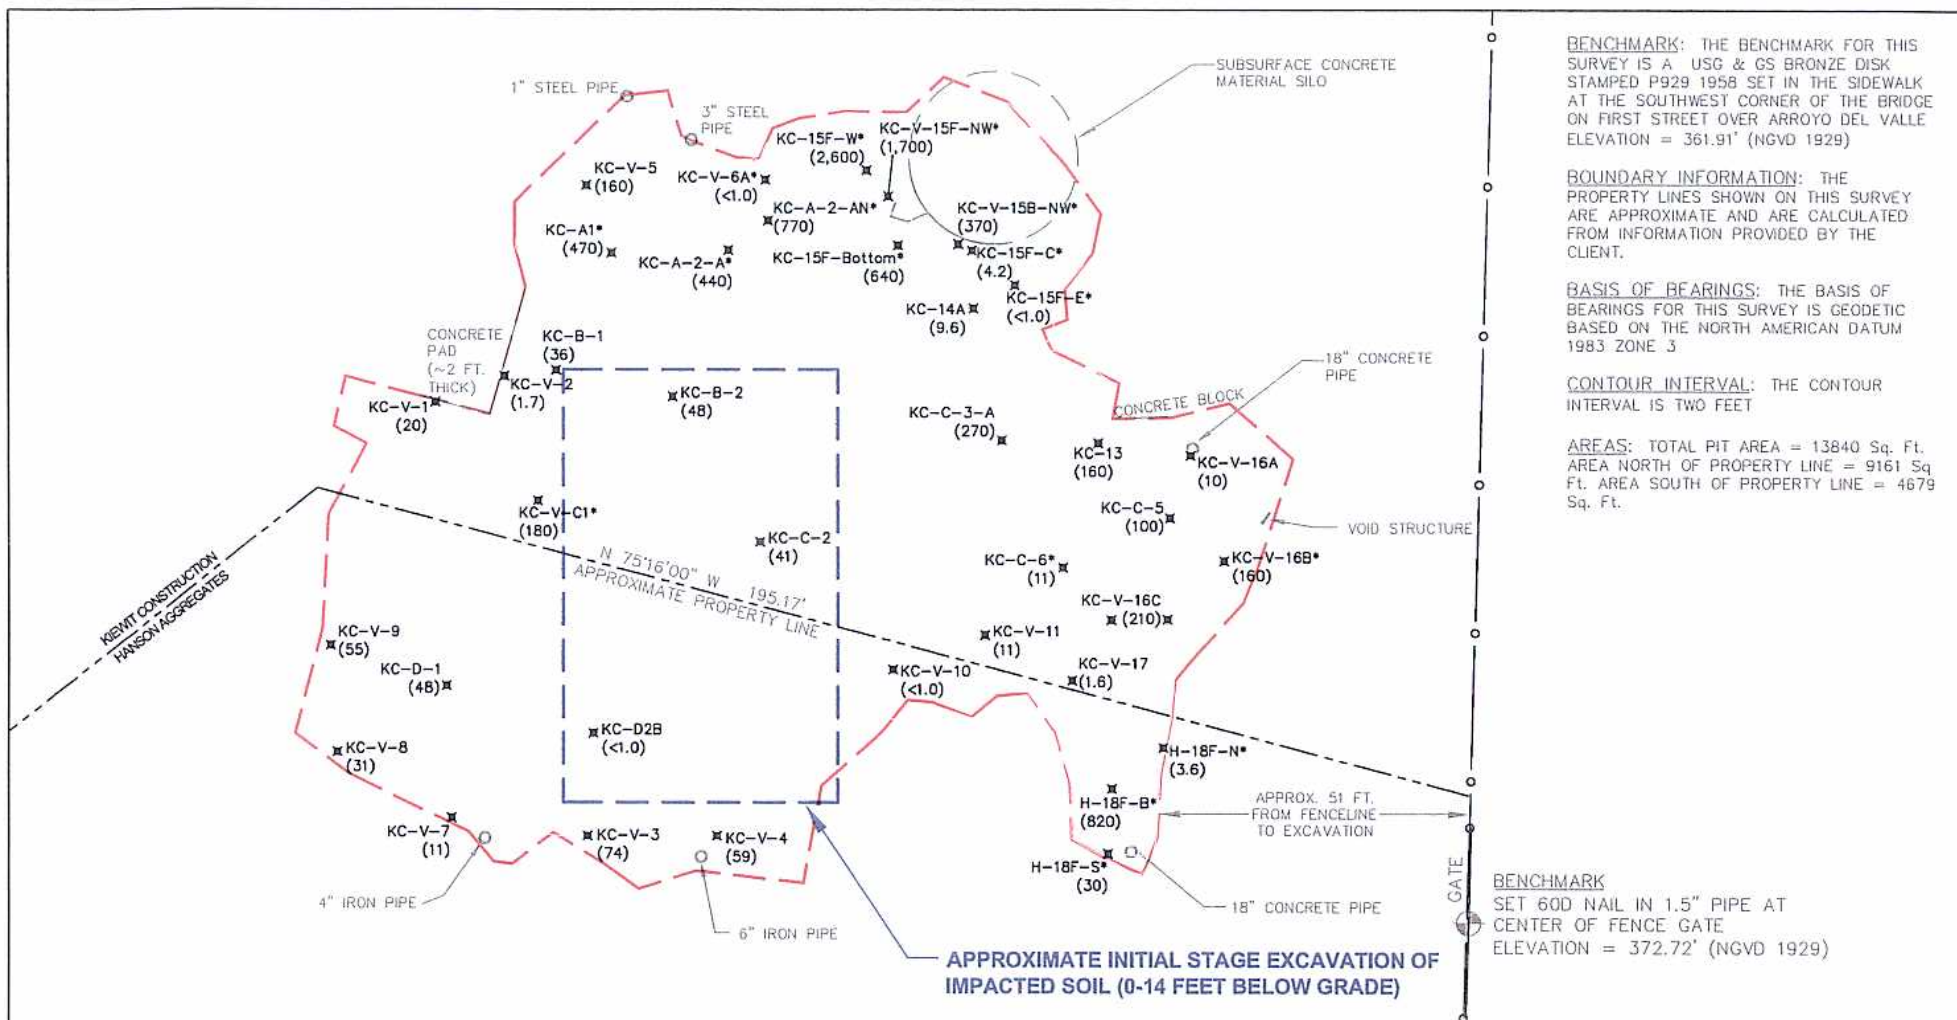 1" STEEL PIPE
3" STEEL
PIPE
SUBSURFACE CONCRETE
MATERIAL SILO
KC-15F-W*
(2,600)
KC-V-15F-NW*
(1,700)
KC-V-5
(160)
KC-V-6A*
(<1.0)
KC-A-2-AN*
(770)
KC-V-15B-NW*
(370)
KC-A1*
(470)
KC-A-2-A*
(440)
KC-15F-Bottom*
(640)
KC-15F-C*
(4.2)
KC-15F-E*
(<1.0)
KC-14A
(9.6)
CONCRETE
PAD
(~2 FT.
THICK)
KC-B-1
(36)
KC-V-2
(1.7)
KC-V-1
(20)
KC-B-2
(48)
18" CONCRETE
PIPE
CONCRETE BLOCK
KC-C-3-A
(270)
KC-13
(160)
KC-V-16A
(10)
KC-V-C1*
(180)
KC-C-5
(100)
VOID STRUCTURE
KC-C-2
(41)
KC-C-6*
(11)
KC-V-16B*
(160)
N 75°16'00" W 195.17'
APPROXIMATE PROPERTY LINE
KIEWIT CONSTRUCTION
HANSON AGGREGATES
KC-V-16C
(210)
KC-V-9
(55)
KC-V-11
(11)
KC-D-1
(48)
KC-V-10
(<1.0)
KC-V-17
(1.6)
KC-D2B
(<1.0)
KC-V-8
(31)
H-18F-N*
(3.6)
H-18F-B*
(820)
APPROX. 51 FT.
FROM FENCELINE
TO EXCAVATION
KC-V-7
(11)
KC-V-3
(74)
KC-V-4
(59)
H-18F-S*
(30)
4" IRON PIPE
6" IRON PIPE
18" CONCRETE PIPE
GATE
APPROXIMATE INITIAL STAGE EXCAVATION OF
IMPACTED SOIL (0-14 FEET BELOW GRADE)
BENCHMARK: THE BENCHMARK FOR THIS
SURVEY IS A USG & GS BRONZE DISK
STAMPED P929 1958 SET IN THE SIDEWALK
AT THE SOUTHWEST CORNER OF THE BRIDGE
ON FIRST STREET OVER ARROYO DEL VALLE
ELEVATION = 361.91' (NGVD 1929)
BOUNDARY INFORMATION: THE
PROPERTY LINES SHOWN ON THIS SURVEY
ARE APPROXIMATE AND ARE CALCULATED
FROM INFORMATION PROVIDED BY THE
CLIENT.
BASIS OF BEARINGS: THE BASIS OF
BEARINGS FOR THIS SURVEY IS GEODETIC
BASED ON THE NORTH AMERICAN DATUM
1983 ZONE 3
CONTOUR INTERVAL: THE CONTOUR
INTERVAL IS TWO FEET
AREAS: TOTAL PIT AREA = 13840 Sq. Ft.
AREA NORTH OF PROPERTY LINE = 9161 Sq
Ft. AREA SOUTH OF PROPERTY LINE = 4679
Sq. Ft.
BENCHMARK
SET 60D NAIL IN 1.5" PIPE AT
CENTER OF FENCE GATE
ELEVATION = 372.72' (NGVD 1929)